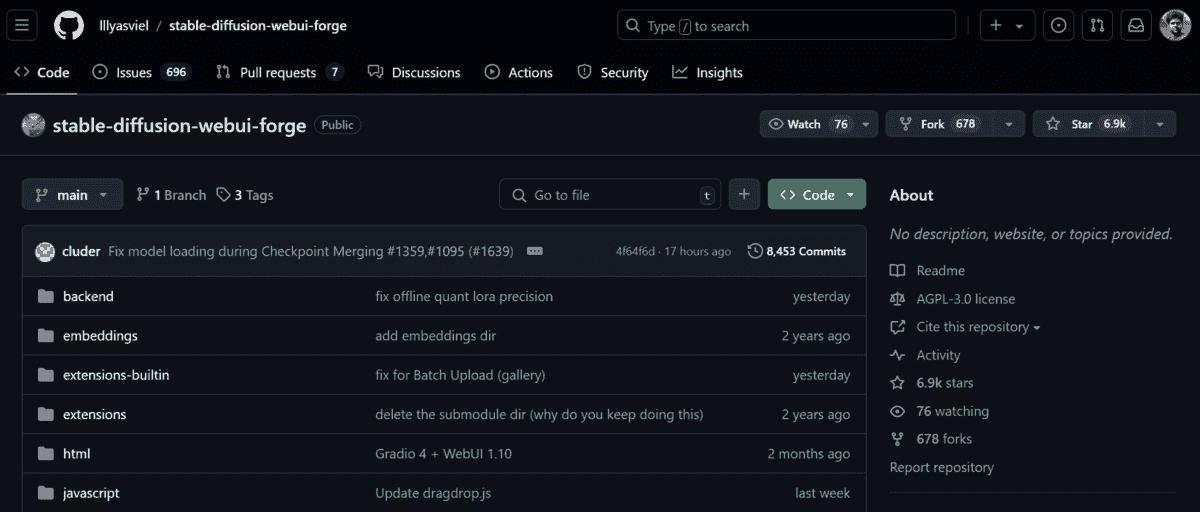 lllyasviel / stable-diffusion-webui-forge
Type / to search
Code Issues 696 Pull requests 7 Discussions Actions Security Insights
stable-diffusion-webui-forge Public
Watch 76 Fork 678 Star 6.9k
main 1 Branch 3 Tags
Go to file t
Code
cluder Fix model loading during Checkpoint Merging #1359,#1095 (#1639) 4f64f6d · 17 hours ago 8,453 Commits
backend fix offline quant lora precision yesterday
embeddings add embeddings dir 2 years ago
extensions-builtin fix for Batch Upload (gallery) yesterday
extensions delete the submodule dir (why do you keep doing this) 2 years ago
html Gradio 4 + WebUI 1.10 2 months ago
javascript Update dragdrop.js last week
About
No description, website, or topics provided.
Readme
AGPL-3.0 license
Cite this repository
Activity
6.9k stars
76 watching
678 forks
Report repository